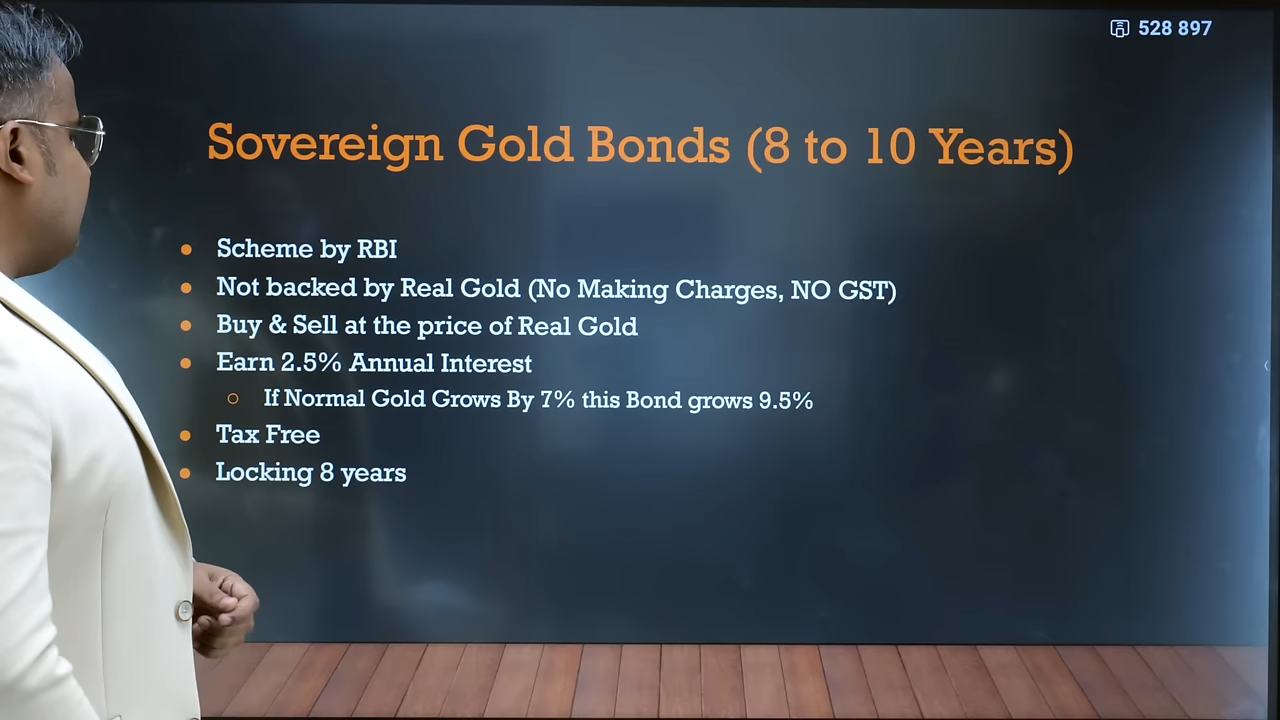 528 897
Sovereign Gold Bonds (8 to 10 Years)
Scheme by RBI
Not backed by Real Gold (No Making Charges, NO GST)
Buy & Sell at the price of Real Gold
Earn 2.5% Annual Interest
If Normal Gold Grows By 7% this Bond grows 9.5%
Tax Free
Locking 8 years